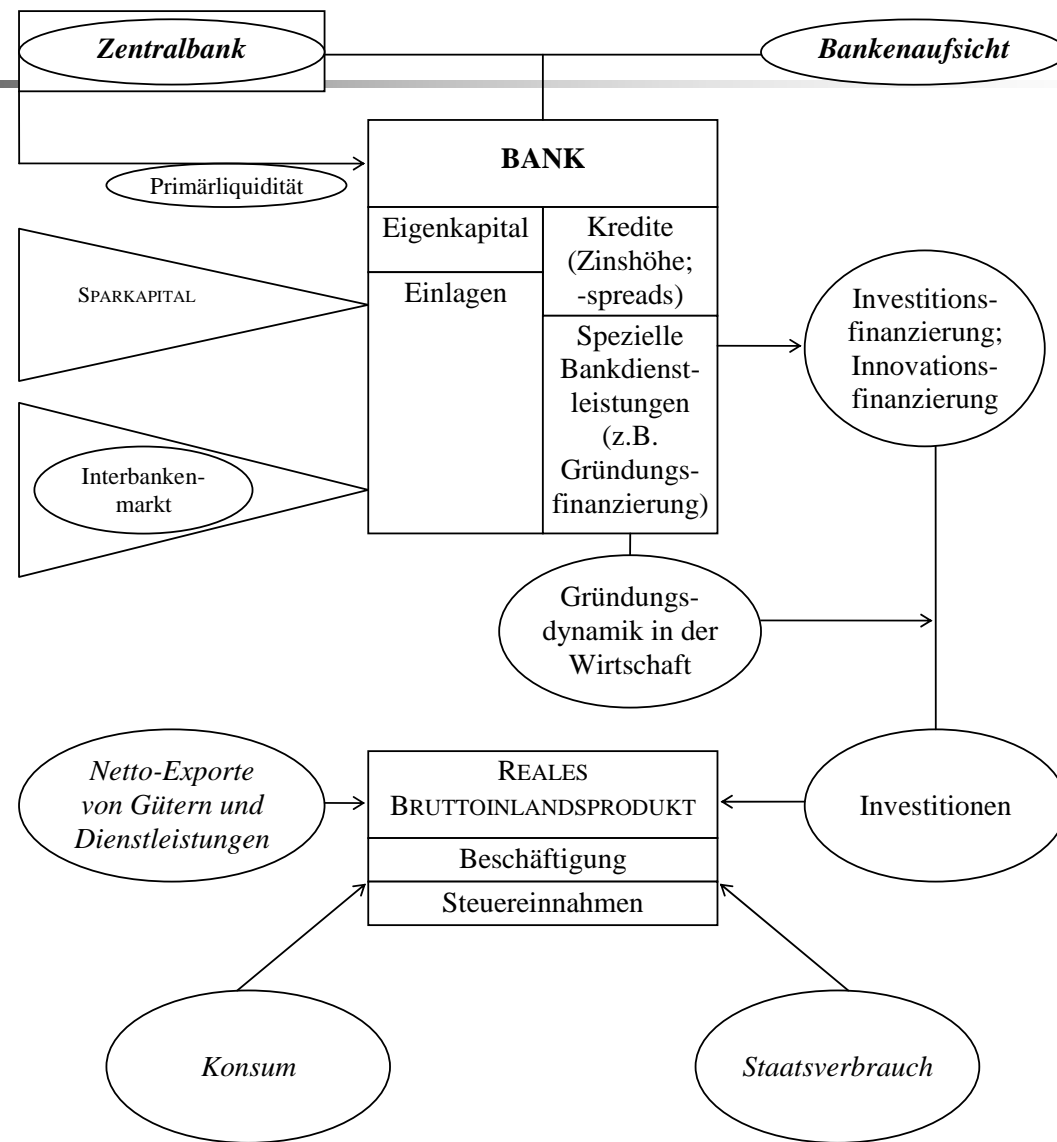 Zentralbank
Bankenaufsicht
BANK
Primärliquidität
Eigenkapital
Kredite
(Zinshöhe;
-spreads)
SPARKAPITAL
Einlagen
Spezielle
Bankdienst-
leistungen
(z.B.
Gründungs-
finanzierung)
Investitions-
finanzierung;
Innovations-
finanzierung
Interbanken-
markt
Gründungs-
dynamik in der
Wirtschaft
Netto-Exporte
von Gütern und
Dienstleistungen
REALES
BRUTTOINLANDSPRODUKT
Beschäftigung
Steuereinnahmen
Investitionen
Konsum
Staatsverbrauch